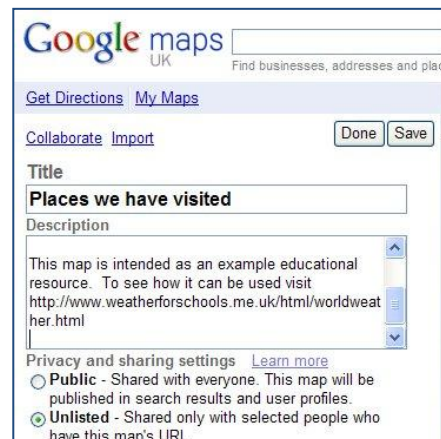 Google maps
UK
Find businesses, addresses and plac
Get Directions My Maps
Collaborate Import Done Save
Title
Places we have visited
Description
This map is intended as an example educational
resource. To see how it can be used visit
http://www.weatherforschools.me.uk/html/worldweat
her.html
Privacy and sharing settings Learn more
Public - Shared with everyone. This map will be
published in search results and user profiles.
Unlisted - Shared only with selected people who
have this map's URL